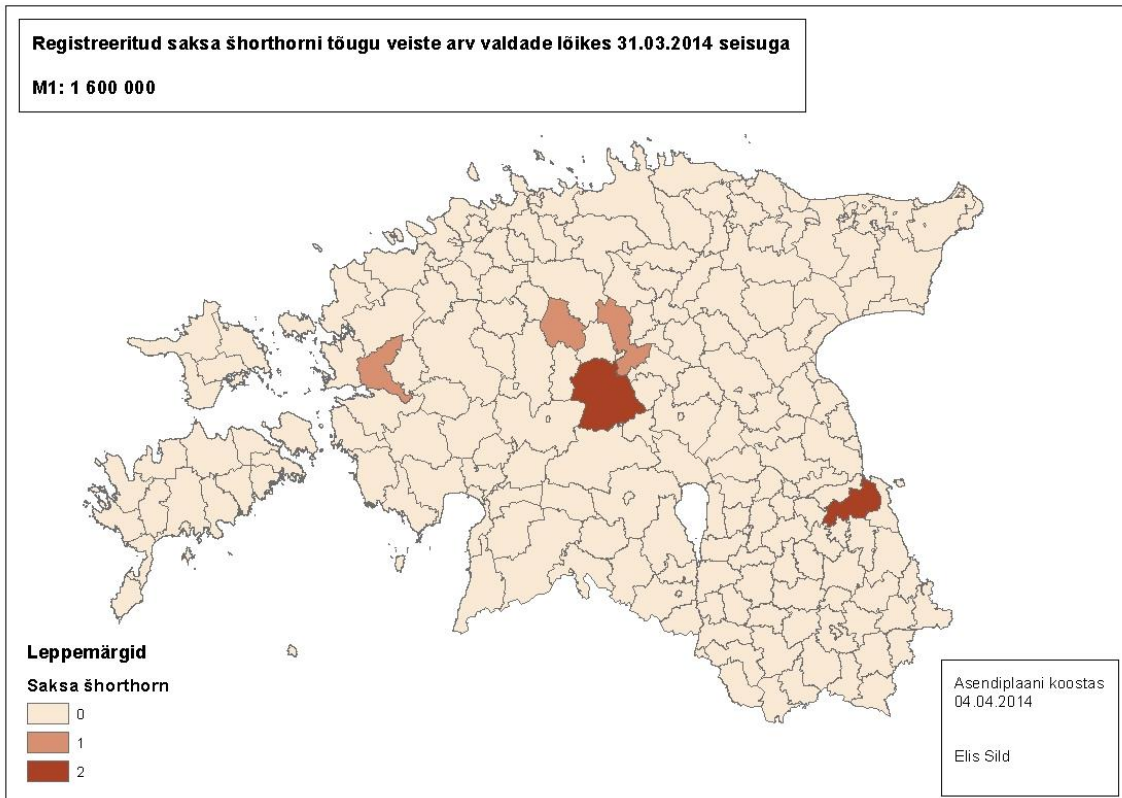 Registreeritud saksa šhorthorni tõugu veiste arv valdade lõikes 31.03.2014 seisuga
M1: 1 600 000
Leppemärgid
Saksa šhorthorn
0
1
2
Asendiplaani koostas
04.04.2014
Elis Sild